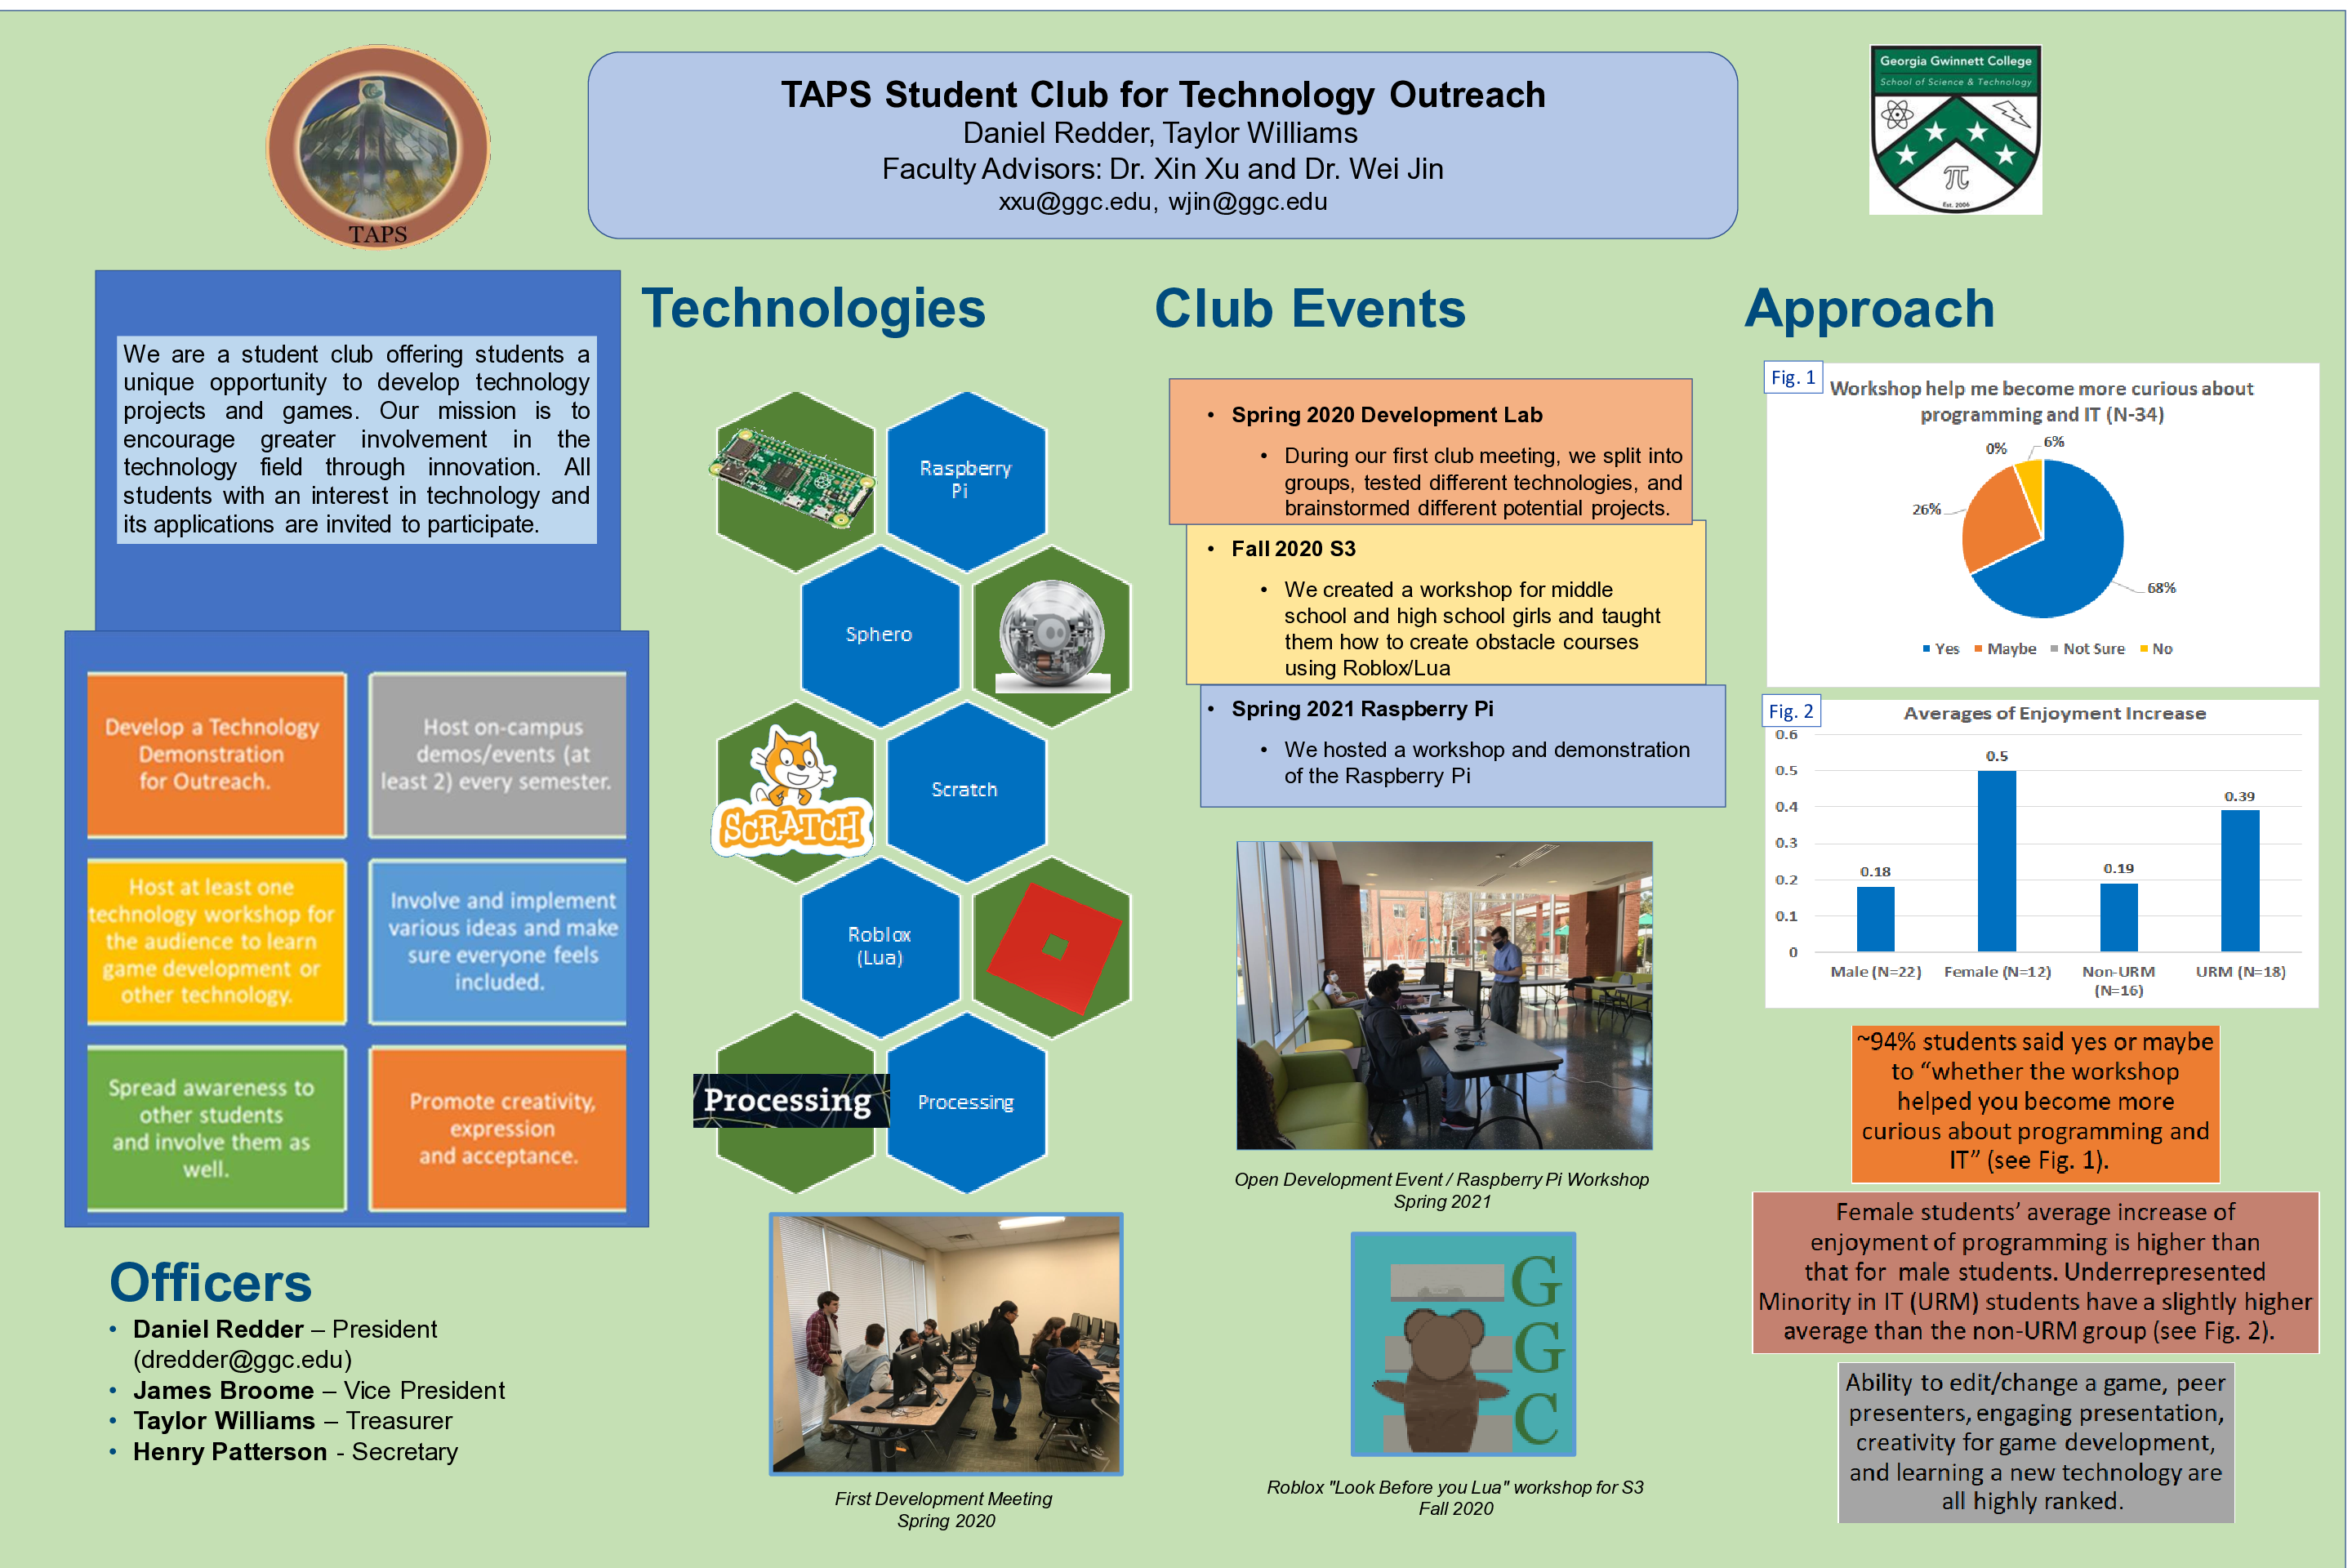 TAPS
TAPS Student Club for Technology Outreach
Daniel Redder, Taylor Williams
Faculty Advisors: Dr. Xin Xu and Dr. Wei Jin
xxu@ggc.edu, wjin@ggc.edu
Georgia Gwinnett College
School of Science & Technology
π
Est. 2006
We are a student club offering students a
unique opportunity to develop technology
projects and games. Our mission is to
encourage greater involvement in the
technology field through innovation. All
students with an interest in technology and
its applications are invited to participate.
Develop a Technology
Demonstration
for Outreach.
Host on-campus
demos/events (at
least 2) every semester.
Host at least one
technology workshop for
the audience to learn
game development or
other technology.
Involve and implement
various ideas and make
sure everyone feels
included.
Spread awareness to
other students
and involve them as
well.
Promote creativity,
expression
and acceptance.
Officers
• Daniel Redder – President
(dredder@ggc.edu)
• James Broome – Vice President
• Taylor Williams – Treasurer
• Henry Patterson - Secretary
Technologies
Raspberry
Pi
Sphero
SCRATCH
Scratch
Roblox
(Lua)
Processing
Processing
First Development Meeting
Spring 2020
Club Events
• Spring 2020 Development Lab
• During our first club meeting, we split into
groups, tested different technologies, and
brainstormed different potential projects.
• Fall 2020 S3
• We created a workshop for middle
school and high school girls and taught
them how to create obstacle courses
using Roblox/Lua
• Spring 2021 Raspberry Pi
• We hosted a workshop and demonstration
of the Raspberry Pi
Open Development Event / Raspberry Pi Workshop
Spring 2021
G
G
C
Roblox "Look Before you Lua" workshop for S3
Fall 2020
Approach
Fig. 1
Workshop help me become more curious about
programming and IT (N-34)
0%
6%
26%
68%
Yes Maybe Not Sure No
Fig. 2
Averages of Enjoyment Increase
0.6
0.5
0.4
0.3
0.2
0.1
0
0.18
0.5
0.19
0.39
Male (N=22) Female (N=12) Non-URM URM (N=18)
(N=16)
~94% students said yes or maybe
to “whether the workshop
helped you become more
curious about programming and
IT” (see Fig. 1).
Female students’ average increase of
enjoyment of programming is higher than
that for male students. Underrepresented
Minority in IT (URM) students have a slightly higher
average than the non-URM group (see Fig. 2).
Ability to edit/change a game, peer
presenters, engaging presentation,
creativity for game development,
and learning a new technology are
all highly ranked.